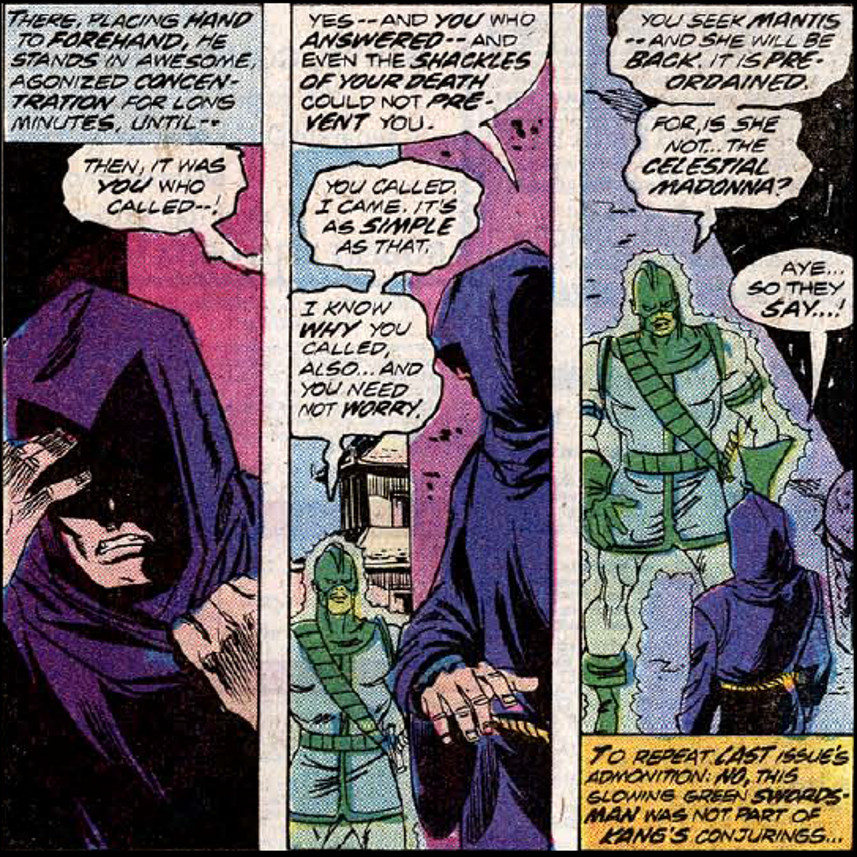 THERE, PLACING HAND
TO FOREHAND, HE
STANDS IN AWESOME,
AGONIZED CONCEN-
TRATION FOR LONG
MINUTES, UNTIL--
THEN, IT WAS
YOU WHO
CALLED--!
YES--AND YOU WHO
ANSWERED--AND
EVEN THE SHACKLES
OF YOUR DEATH
COULD NOT PRE-
VENT YOU.
YOU CALLED.
I CAME. IT'S
AS SIMPLE
AS THAT.
I KNOW
WHY YOU
CALLED,
ALSO... AND
YOU NEED
NOT WORRY.
YOU SEEK MANTIS
--AND SHE WILL BE
BACK. IT IS PRE-
ORDAINED.
FOR, IS SHE
NOT... THE
CELESTIAL
MADONNA?
AYE...
SO THEY
SAY...!
TO REPEAT LAST ISSUE'S
ADMONITION: NO, THIS
GLOWING GREEN SWORDS-
MAN WAS NOT PART OF
KANG'S CONJURINGS...